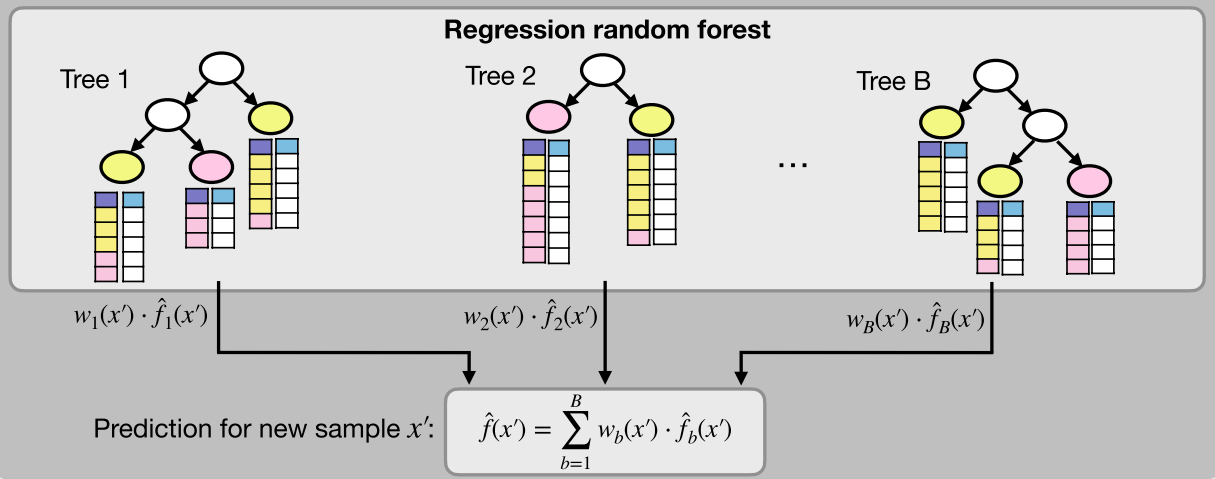 Regression random forest
Tree 1
Tree 2
Tree B
...
w₁(x′) · f̂₁(x′)
w₂(x′) · f̂₂(x′)
w_B(x′) · f̂_B(x′)
Prediction for new sample x′:
f̂(x′) = ∑_{b=1}^{B} w_b(x′) · f̂_b(x′)